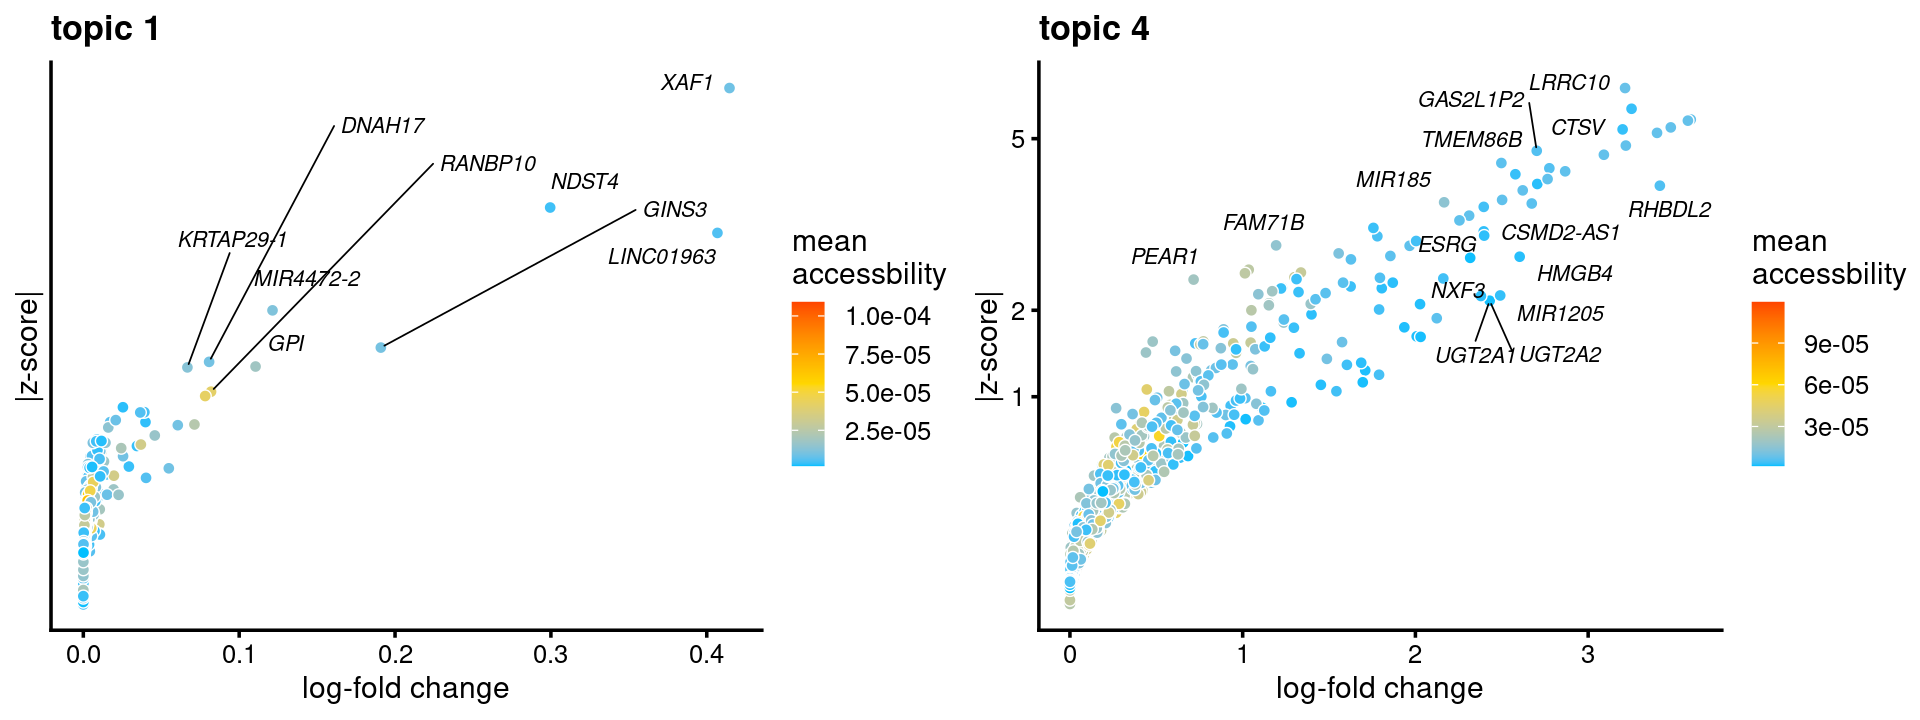 topic 1
XAF1
DNAH17
RANBP10
NDST4
GINS3
KRTAP29-1
LINC01963
MIR4472-2
GPI
|z-score|
0.0 0.1 0.2 0.3 0.4
log-fold change
mean
accessbility
1.0e-04
7.5e-05
5.0e-05
2.5e-05
topic 4
LRRC10
GAS2L1P2
CTSV
TMEM86B
MIR185
RHBDL2
FAM71B
CSMD2-AS1
ESRG
PEAR1
HMGB4
NXF3
MIR1205
UGT2A1 UGT2A2
5
2
1
|z-score|
0 1 2 3
log-fold change
mean
accessbility
9e-05
6e-05
3e-05